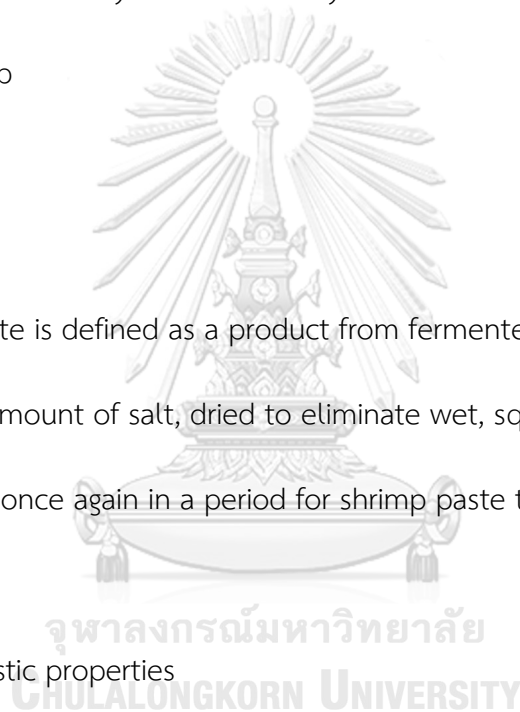 te is defined as a product from fermente
mount of salt, dried to eliminate wet, sq
once again in a period for shrimp paste t
จุฬาลงกรณ์มหาวิทยาลัย
stic properties
CHULALONGKORN UNIVERSITY